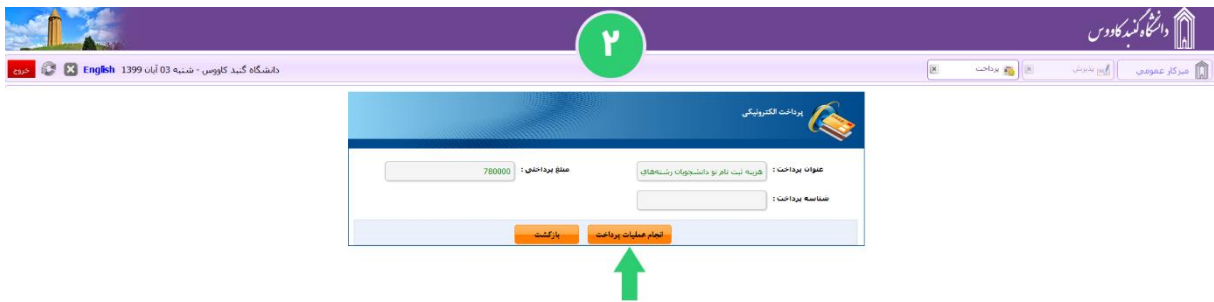 دانشگاه گنبد کاووس
۲
میزکار عمومی
پذیرش
پرداخت
دانشگاه گنبد کاووس - شنبه 03 آبان 1399 English
خروج
پرداخت الکترونیکی
عنوان پرداخت : هزینه ثبت نام نو دانشجویان رشته‌های
مبلغ پرداختی : 780000
شناسه پرداخت :
انجام عملیات پرداخت
بازگشت